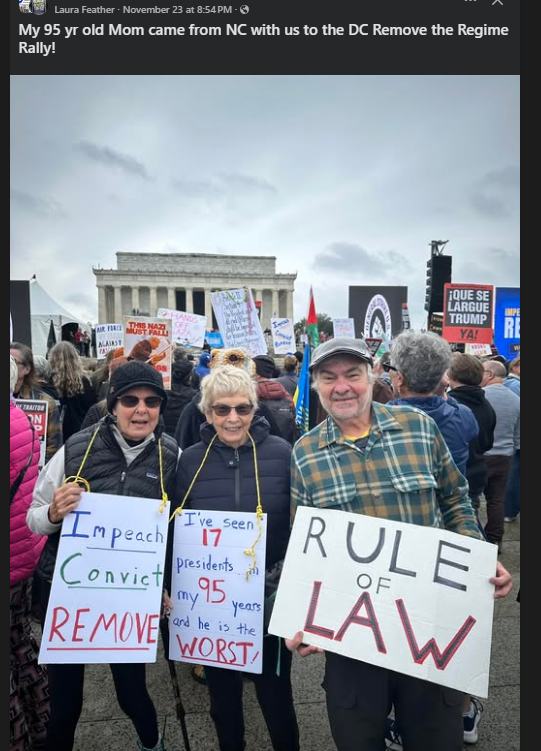 Laura Feather · November 23 at 8:54 PM ·
My 95 yr old Mom came from NC with us to the DC Remove the Regime
Rally!
THIS NAZI
MUST FALL!
AGAINST
¡QUE SE
LARGUE
TRUMP
YA!
Impeach
Convict
REMOVE
I've seen
17
presidents in
my 95 years
and he is the
WORST!
RULE
OF
LAW